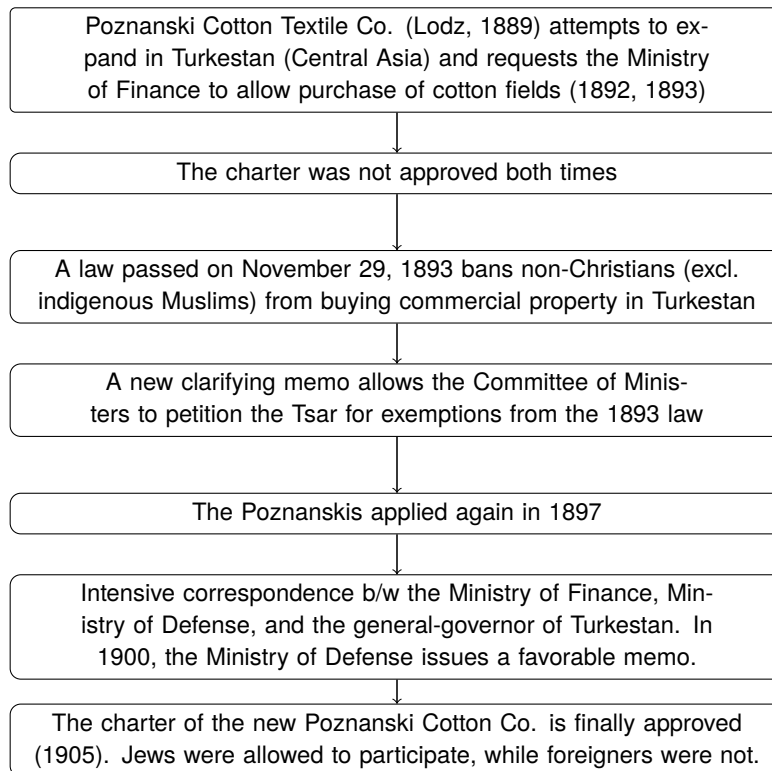 Poznanski Cotton Textile Co. (Lodz, 1889) attempts to ex-
pand in Turkestan (Central Asia) and requests the Ministry
of Finance to allow purchase of cotton fields (1892, 1893)
The charter was not approved both times
A law passed on November 29, 1893 bans non-Christians (excl.
indigenous Muslims) from buying commercial property in Turkestan
A new clarifying memo allows the Committee of Minis-
ters to petition the Tsar for exemptions from the 1893 law
The Poznanskis applied again in 1897
Intensive correspondence b/w the Ministry of Finance, Min-
istry of Defense, and the general-governor of Turkestan. In
1900, the Ministry of Defense issues a favorable memo.
The charter of the new Poznanski Cotton Co. is finally approved
(1905). Jews were allowed to participate, while foreigners were not.